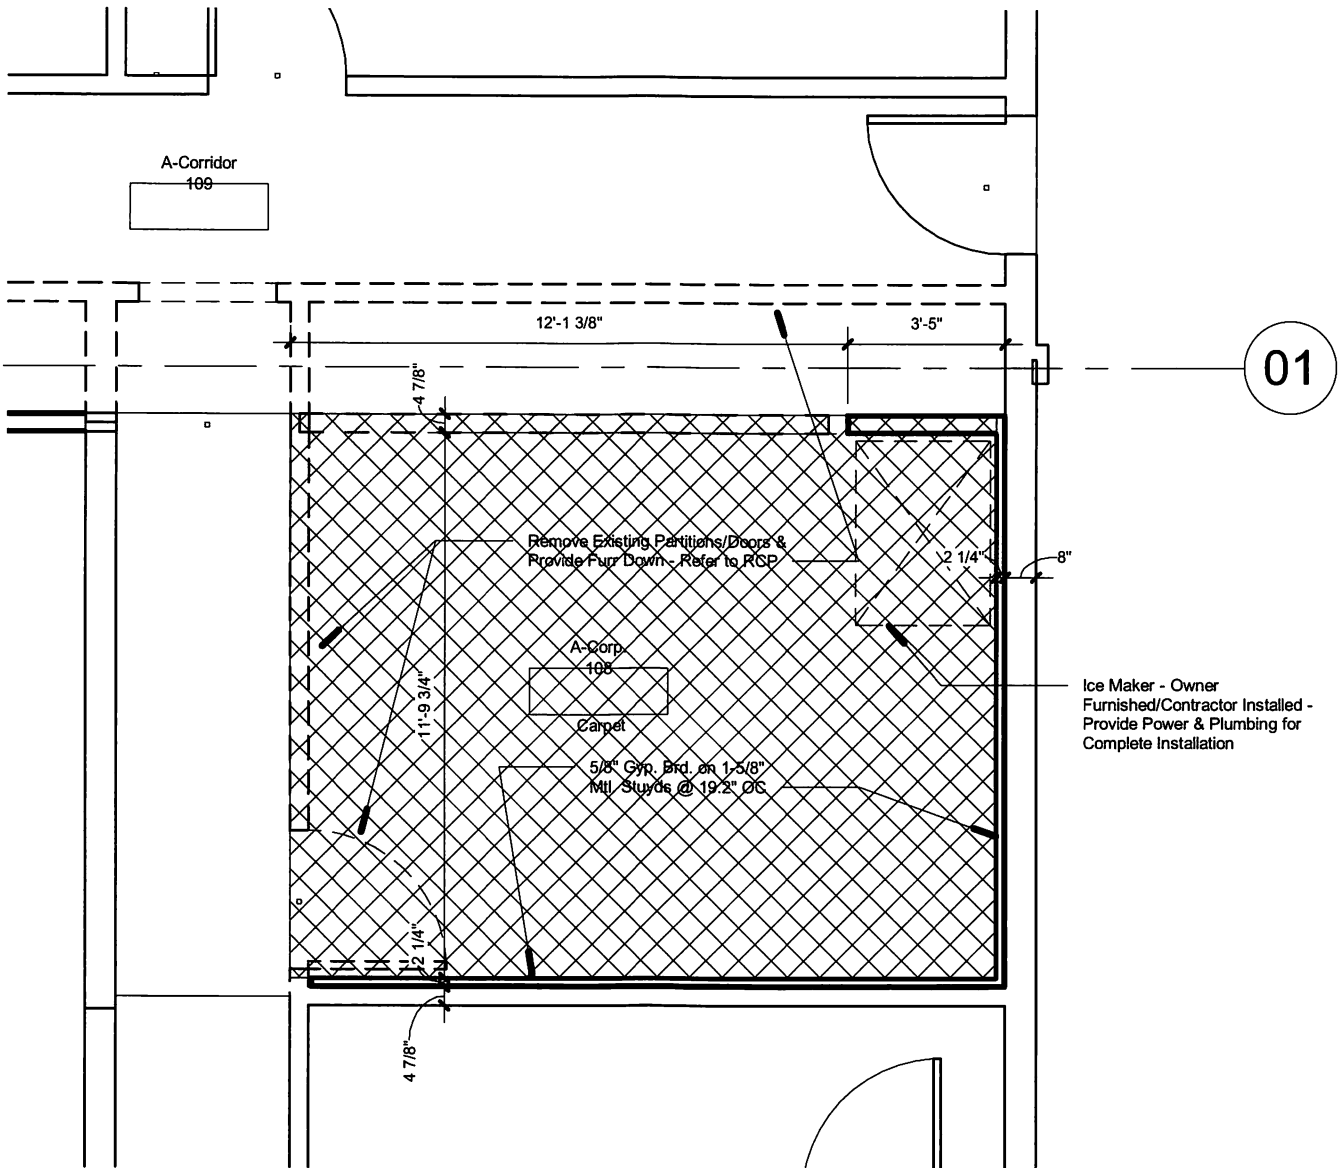 A-Corridor
109
12'-1 3/8"
3'-5"
01
4 7/8"
Remove Existing Partitions/Doors &
Provide Furr Down - Refer to RCP
2 1/4"
8"
A-Corp.
108
Carpet
11'-9 3/4"
Ice Maker - Owner
Furnished/Contractor Installed -
Provide Power & Plumbing for
Complete Installation
5/8" Gyp. Brd. on 1-5/8"
Mtl. Stuyds @ 19.2" OC
2 1/4"
4 7/8"